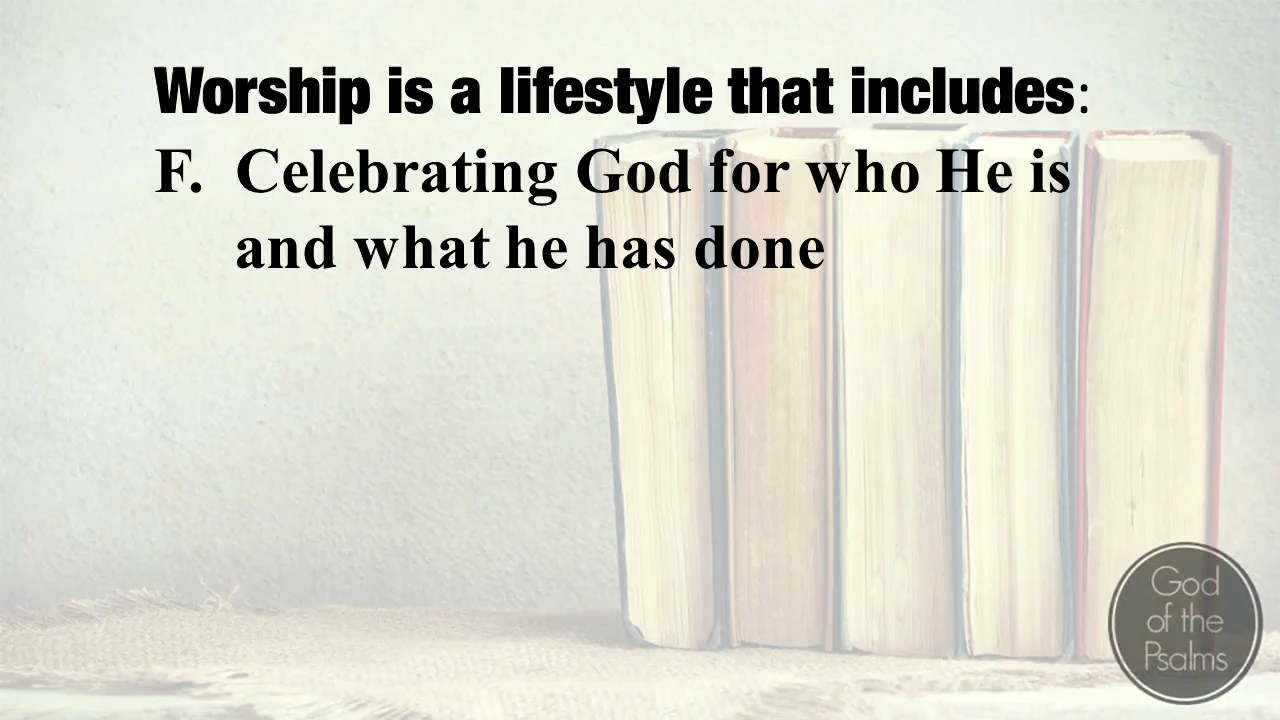 Worship is a lifestyle that includes:
F. Celebrating God for who He is
and what he has done
God
of the
Psalms